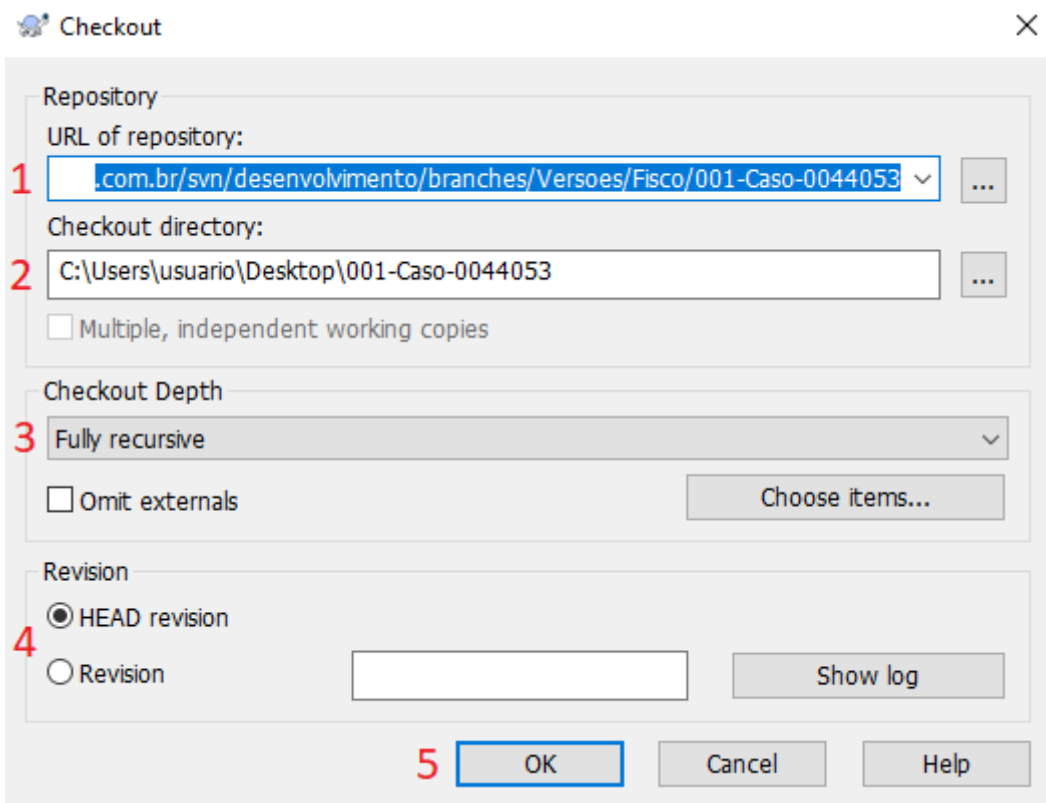 Checkout
Repository
URL of repository:
1 .com.br/svn/desenvolvimento/branches/Versoes/Fisco/001-Caso-0044053 ...
Checkout directory:
2 C:\Users\usuario\Desktop\001-Caso-0044053 ...
Multiple, independent working copies
Checkout Depth
3 Fully recursive
Omit externals Choose items...
Revision
HEAD revision
4
Revision Show log
5 OK Cancel Help